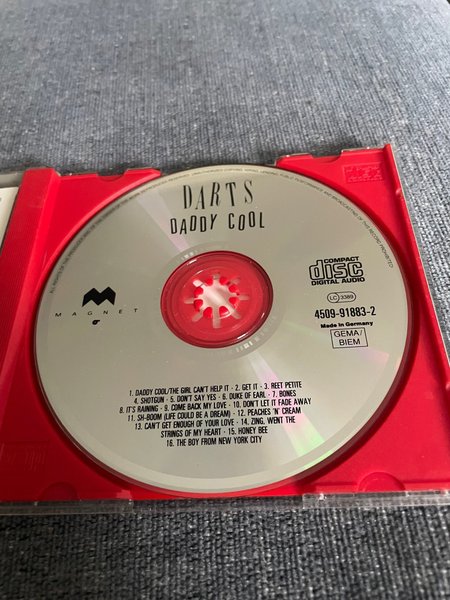 DARTS
DADDY COOL
MAGNET
COMPACT
disc
DIGITAL AUDIO
LC 3369
4509-91883-2
Made in Germany
GEMA/
BIEM
1. DADDY COOL/THE GIRL CAN'T HELP IT · 2. GET IT · 3. REET PETITE
4. SHOTGUN · 5. DON'T SAY YES · 6. DUKE OF EARL · 7. BONES
8. IT'S RAINING · 9. COME BACK MY LOVE · 10. DON'T LET IT FADE AWAY
11. SH-BOOM (LIFE COULD BE A DREAM) · 12. PEACHES 'N' CREAM
13. CAN'T GET ENOUGH OF YOUR LOVE · 14. ZING, WENT THE
STRINGS OF MY HEART · 15. HONEY BEE
16. THE BOY FROM NEW YORK CITY